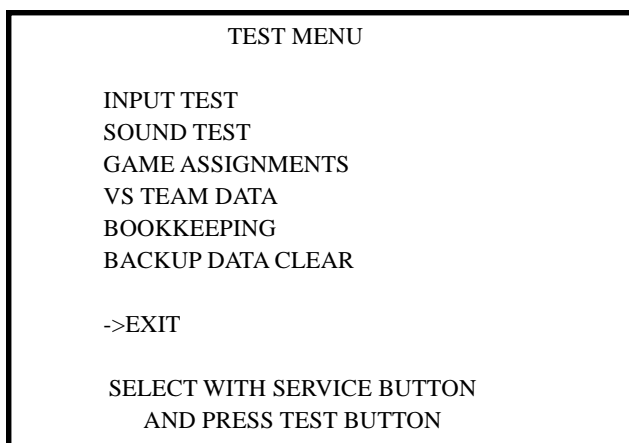 TEST MENU
INPUT TEST
SOUND TEST
GAME ASSIGNMENTS
VS TEAM DATA
BOOKKEEPING
BACKUP DATA CLEAR
->EXIT
SELECT WITH SERVICE BUTTON
AND PRESS TEST BUTTON